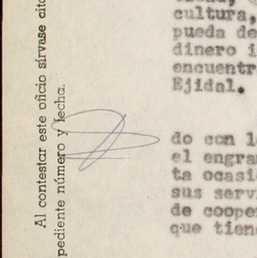 Al contestar este oficio sírvase cite
pediente número y fecha.
cultura,
pueda de
dinero i
encuentr
Ejidal.
do con l
el engra
ta ocasi
sus serv
de coope
que tien